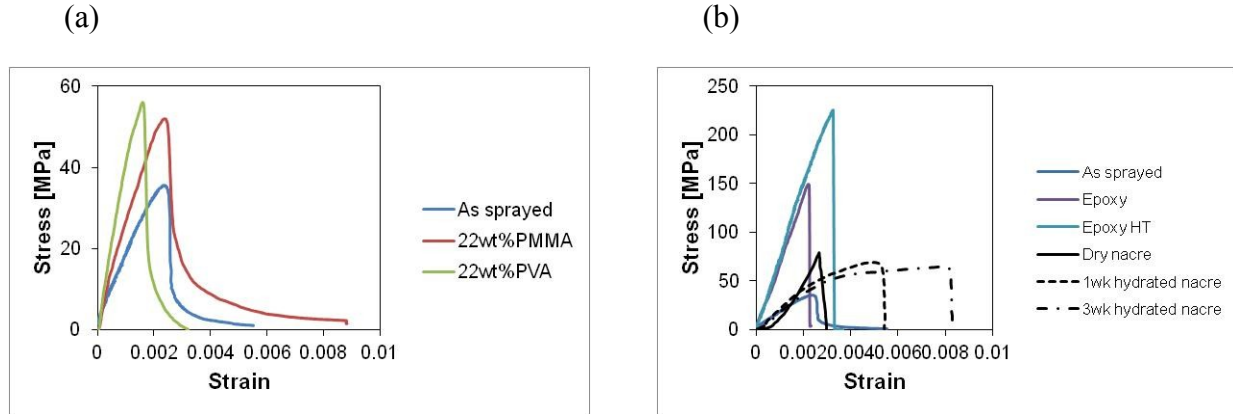 (a)
(b)
60
40
20
0
Stress [MPa]
0
0.002
0.004
0.006
0.008
0.01
Strain
As sprayed
22wt%PMMA
22wt%PVA
250
200
150
100
50
0
Stress [MPa]
0
0.002
0.004
0.006
0.008
0.01
Strain
As sprayed
Epoxy
Epoxy HT
Dry nacre
1wk hydrated nacre
3wk hydrated nacre